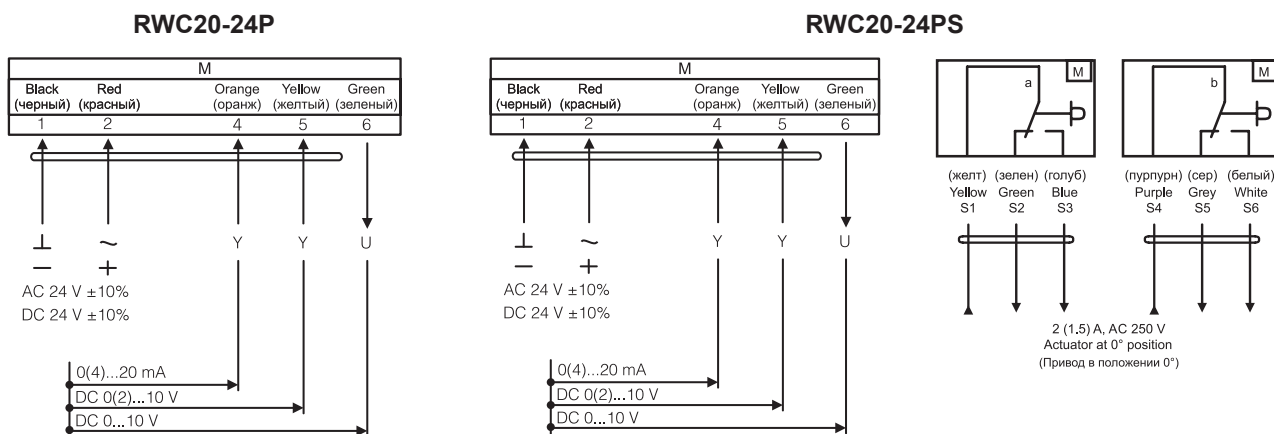 RWC20-24P
M
Black Red Orange Yellow Green
(черный) (красный) (оранж) (желтый) (зеленый)
1 2 4 5 6
⊥ ~ Y Y U
− +
AC 24 V ±10%
DC 24 V ±10%
0(4)...20 mA
DC 0(2)...10 V
DC 0...10 V
RWC20-24PS
M
Black Red Orange Yellow Green
(черный) (красный) (оранж) (желтый) (зеленый)
1 2 4 5 6
⊥ ~ Y Y U
− +
AC 24 V ±10%
DC 24 V ±10%
0(4)...20 mA
DC 0(2)...10 V
DC 0...10 V
M
a
(желт) (зелен) (голуб)
Yellow Green Blue
S1 S2 S3
M
b
(пурпурн) (сер) (белый)
Purple Grey White
S4 S5 S6
2 (1,5) A, AC 250 V
Actuator at 0° position
(Привод в положении 0°)